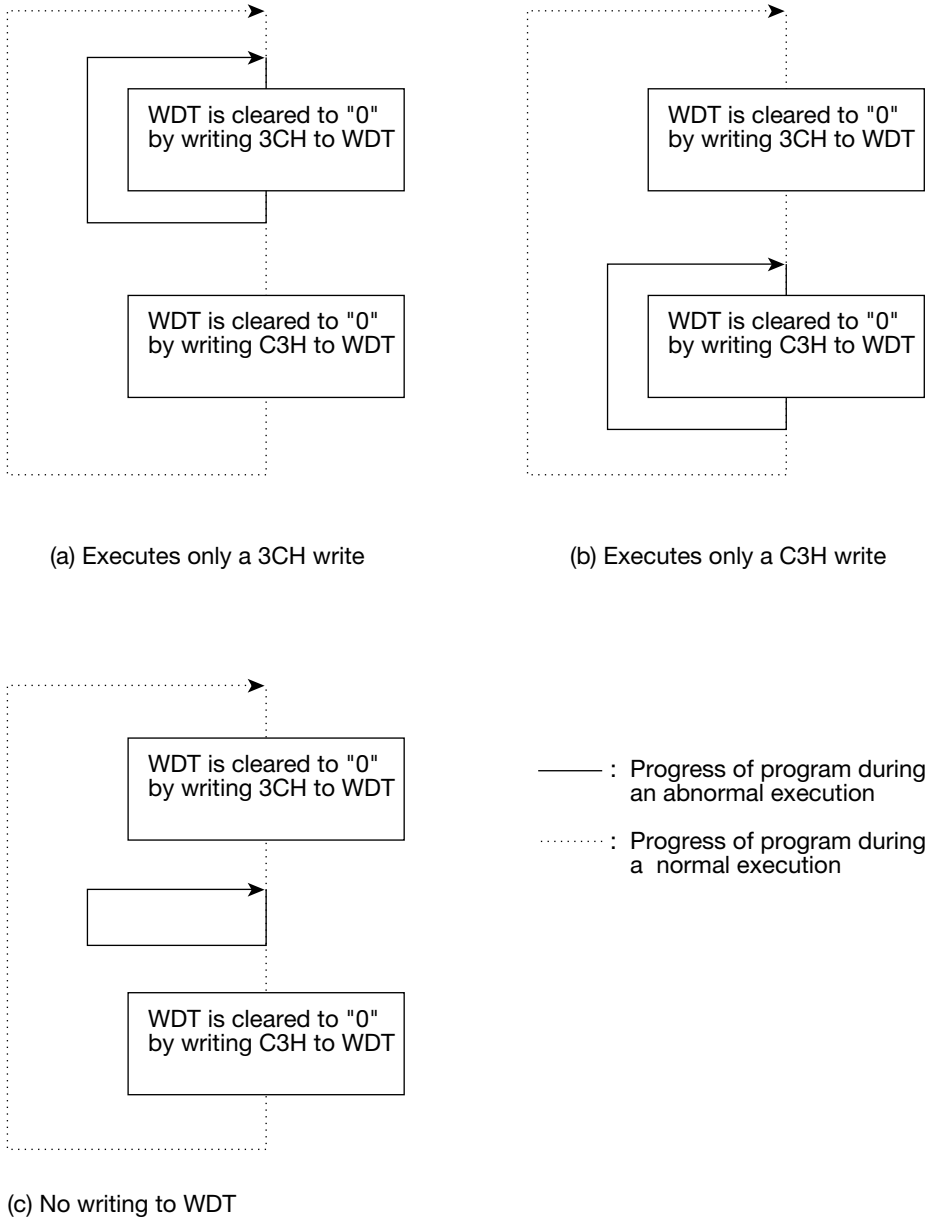 WDT is cleared to "0"
by writing 3CH to WDT
WDT is cleared to "0"
by writing C3H to WDT
(a) Executes only a 3CH write
WDT is cleared to "0"
by writing 3CH to WDT
WDT is cleared to "0"
by writing C3H to WDT
(b) Executes only a C3H write
WDT is cleared to "0"
by writing 3CH to WDT
WDT is cleared to "0"
by writing C3H to WDT
(c) No writing to WDT
: Progress of program during
an abnormal execution
: Progress of program during
a normal execution